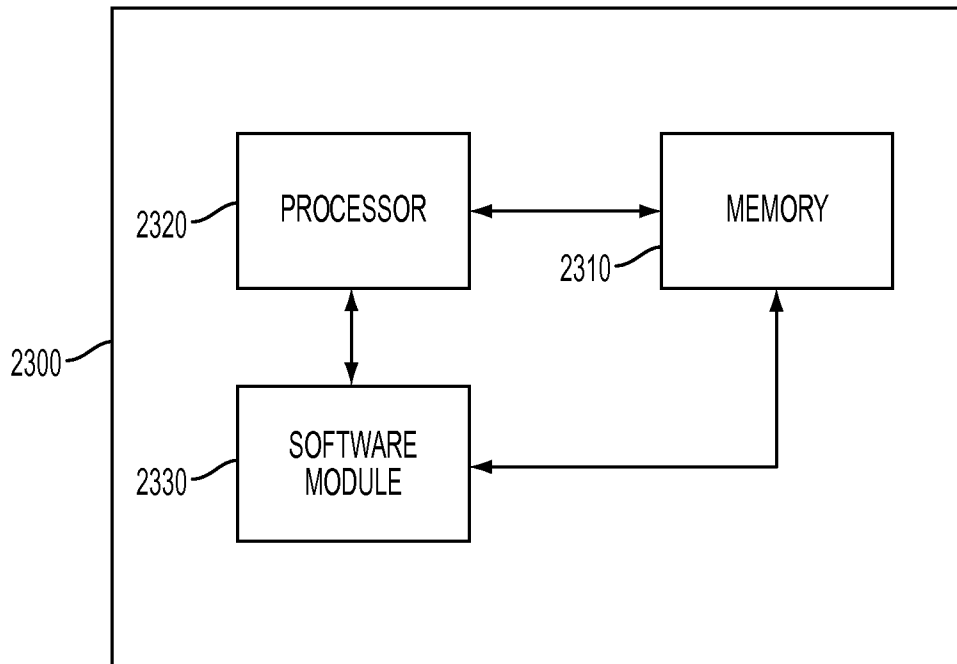 PROCESSOR
MEMORY
2320
2310
2300
SOFTWARE
MODULE
2330